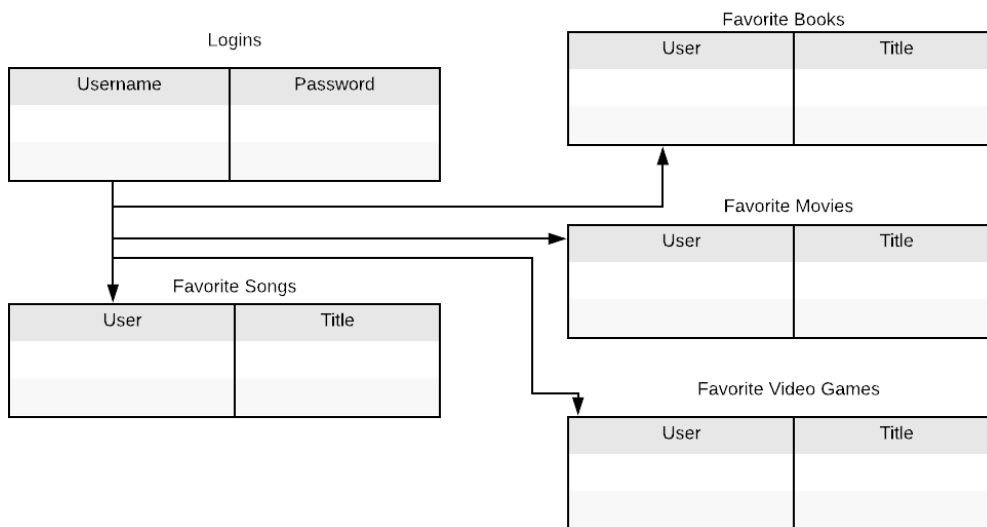 Logins
Username Password
Favorite Books
User Title
Favorite Movies
User Title
Favorite Songs
User Title
Favorite Video Games
User Title